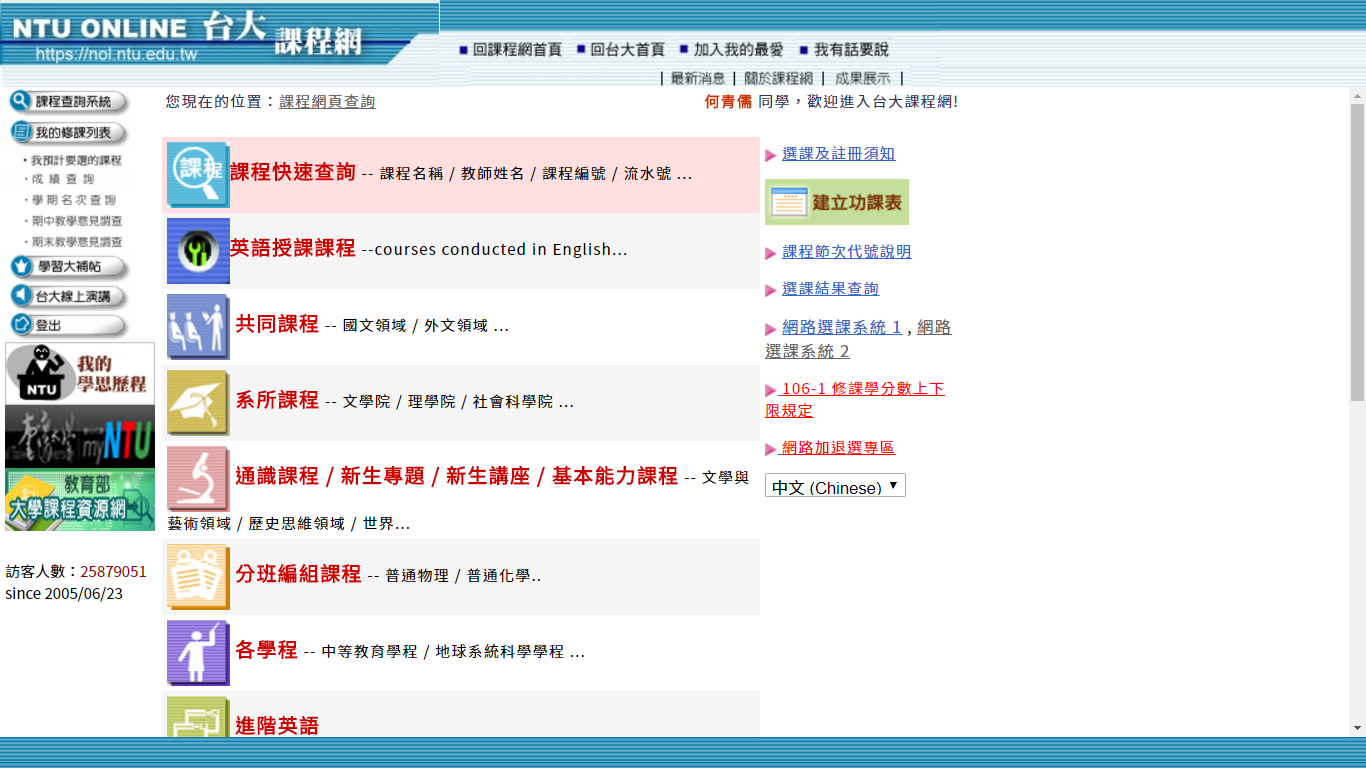 NTU ONLINE 台大 課程網
https://nol.ntu.edu.tw
■ 回課程網首頁 ■ 回台大首頁 ■ 加入我的最愛 ■ 我有話要說
| 最新消息 | 關於課程網 | 成果展示 |
課程查詢系統
我的修課列表
‧我預計要選的課程
‧成績查詢
‧學期名次查詢
‧期中教學意見調查
‧期末教學意見調查
學習大補帖
台大線上演講
登出
我的
學思歷程
NTU
myNTU
教育部
大學課程資源網
訪客人數：25879051
since 2005/06/23
您現在的位置：課程網頁查詢
何青儒 同學，歡迎進入台大課程網!
課程
課程快速查詢 -- 課程名稱 / 教師姓名 / 課程編號 / 流水號 ...
英語授課課程 --courses conducted in English...
共同課程 -- 國文領域 / 外文領域 ...
系所課程 -- 文學院 / 理學院 / 社會科學院 ...
通識課程 / 新生專題 / 新生講座 / 基本能力課程 -- 文學與
藝術領域 / 歷史思維領域 / 世界...
分班編組課程 -- 普通物理 / 普通化學..
各學程 -- 中等教育學程 / 地球系統科學學程 ...
進階英語
選課及註冊須知
建立功課表
課程節次代號說明
選課結果查詢
網路選課系統 1 , 網路
選課系統 2
106-1 修課學分數上下
限規定
網路加退選專區
中文 (Chinese)